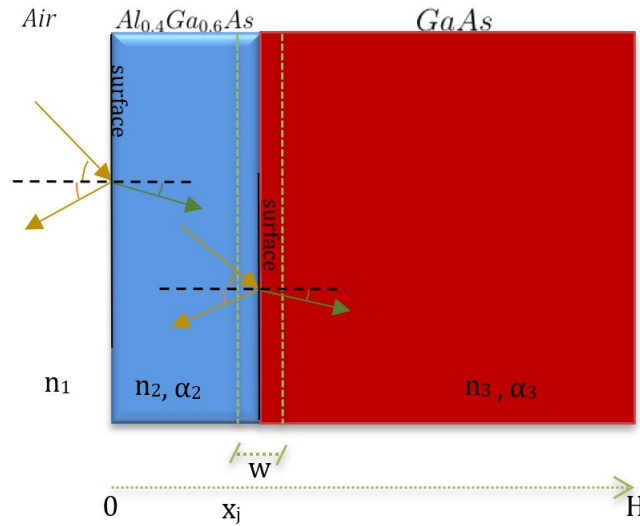 Air Al₀.₄Ga₀.₆As GaAs
surface
surface
n₁ n₂, α₂ n₃ , α₃
w
0 xⱼ H